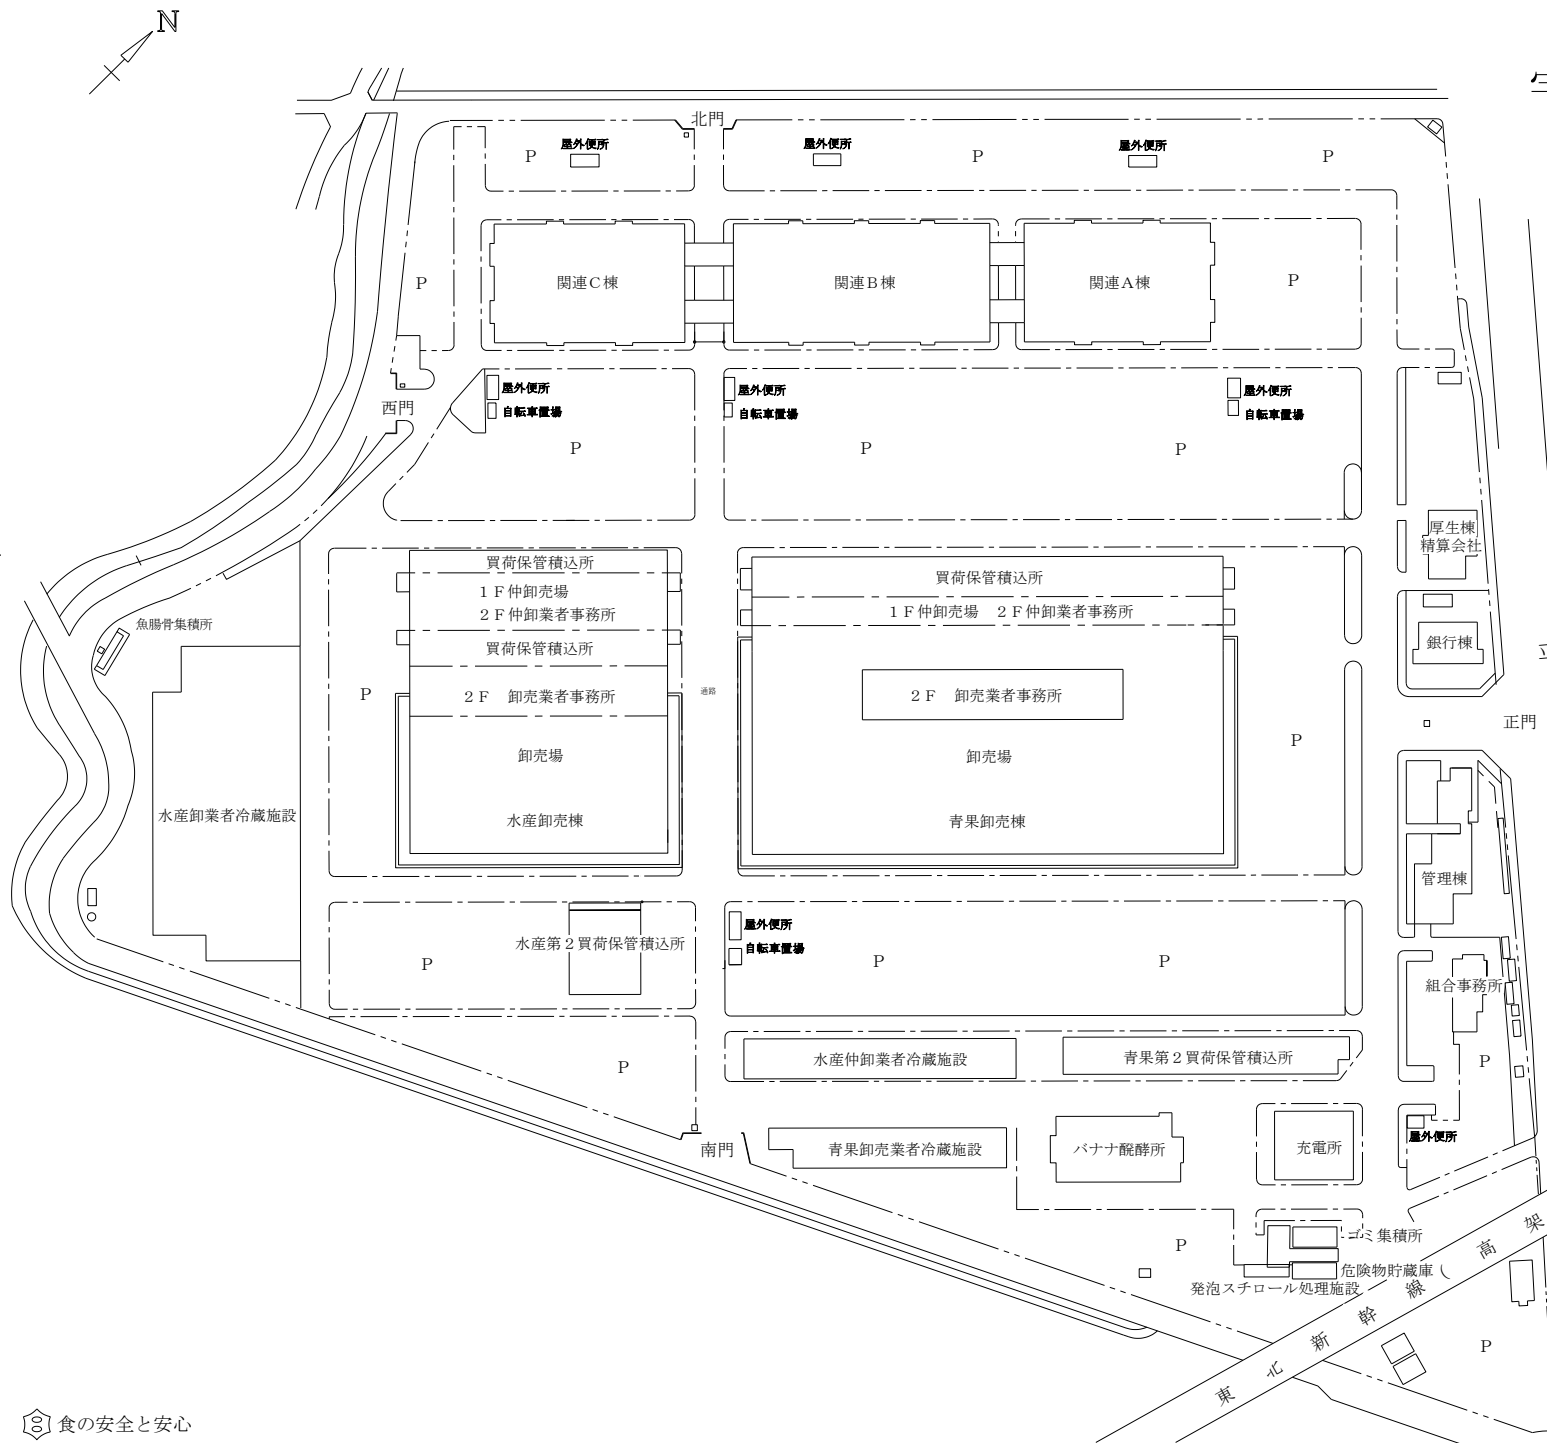 N
北門
屋外便所
屋外便所
屋外便所
P
P
P
関連C棟
関連B棟
関連A棟
P
P
西門
屋外便所
自転車置場
屋外便所
自転車置場
屋外便所
自転車置場
P
P
P
厚生棟
精算会社
買荷保管積込所
1F仲卸売場
2F仲卸業者事務所
買荷保管積込所
2F 卸売業者事務所
卸売場
水産卸売棟
P
通路
買荷保管積込所
1F仲卸売場 2F仲卸業者事務所
2F 卸売業者事務所
卸売場
青果卸売棟
P
銀行棟
正門
魚腸骨集積所
水産卸業者冷蔵施設
管理棟
水産第2買荷保管積込所
P
屋外便所
自転車置場
P
P
組合事務所
P
水産仲卸業者冷蔵施設
青果第2買荷保管積込所
P
南門
青果卸売業者冷蔵施設
バナナ醗酵所
充電所
屋外便所
P
ゴミ集積所
危険物貯蔵庫(
発泡スチロール処理施設
東北新幹線高架
P
食の安全と安心